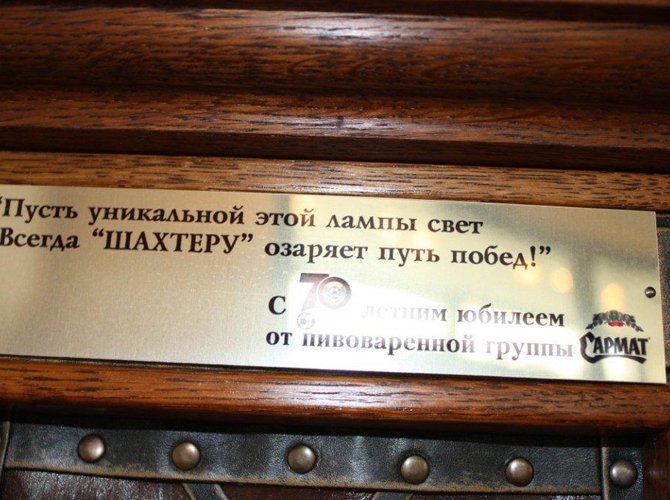 “Пусть уникальной этой лампы свет
Всегда “ШАХТЕРУ” озаряет путь побед!”
С 70 летним юбилеем
от пивоваренной группы САРМАТ